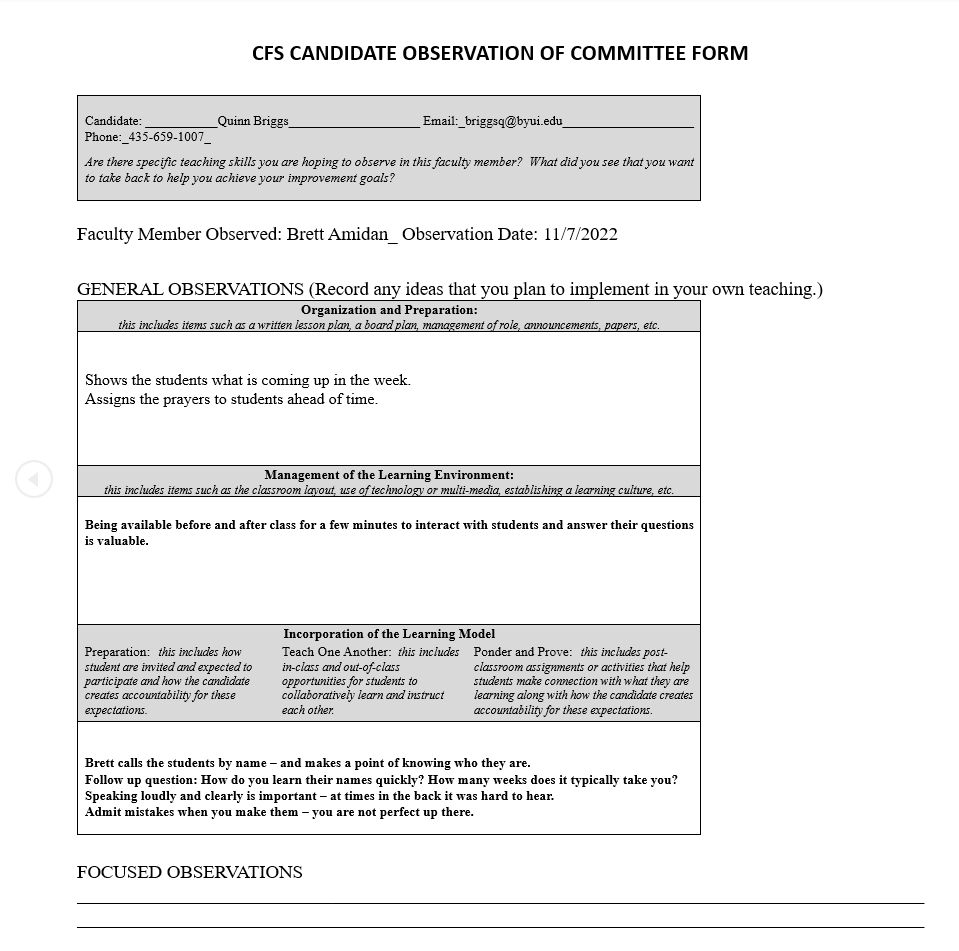 CFS CANDIDATE OBSERVATION OF COMMITTEE FORM
Candidate: ___________Quinn Briggs____________________ Email:_briggsq@byui.edu____________________
Phone:_435-659-1007_
Are there specific teaching skills you are hoping to observe in this faculty member? What did you see that you want
to take back to help you achieve your improvement goals?
Faculty Member Observed: Brett Amidan_ Observation Date: 11/7/2022
GENERAL OBSERVATIONS (Record any ideas that you plan to implement in your own teaching.)
Organization and Preparation:
this includes items such as a written lesson plan, a board plan, management of role, announcements, papers, etc.
Shows the students what is coming up in the week.
Assigns the prayers to students ahead of time.
Management of the Learning Environment:
this includes items such as the classroom layout, use of technology or multi-media, establishing a learning culture, etc.
Being available before and after class for a few minutes to interact with students and answer their questions
is valuable.
Incorporation of the Learning Model
Preparation: this includes how
student are invited and expected to
participate and how the candidate
creates accountability for these
expectations.
Teach One Another: this includes
in-class and out-of-class
opportunities for students to
collaboratively learn and instruct
each other.
Ponder and Prove: this includes post-
classroom assignments or activities that help
students make connection with what they are
learning along with how the candidate creates
accountability for these expectations.
Brett calls the students by name – and makes a point of knowing who they are.
Follow up question: How do you learn their names quickly? How many weeks does it typically take you?
Speaking loudly and clearly is important – at times in the back it was hard to hear.
Admit mistakes when you make them – you are not perfect up there.
FOCUSED OBSERVATIONS